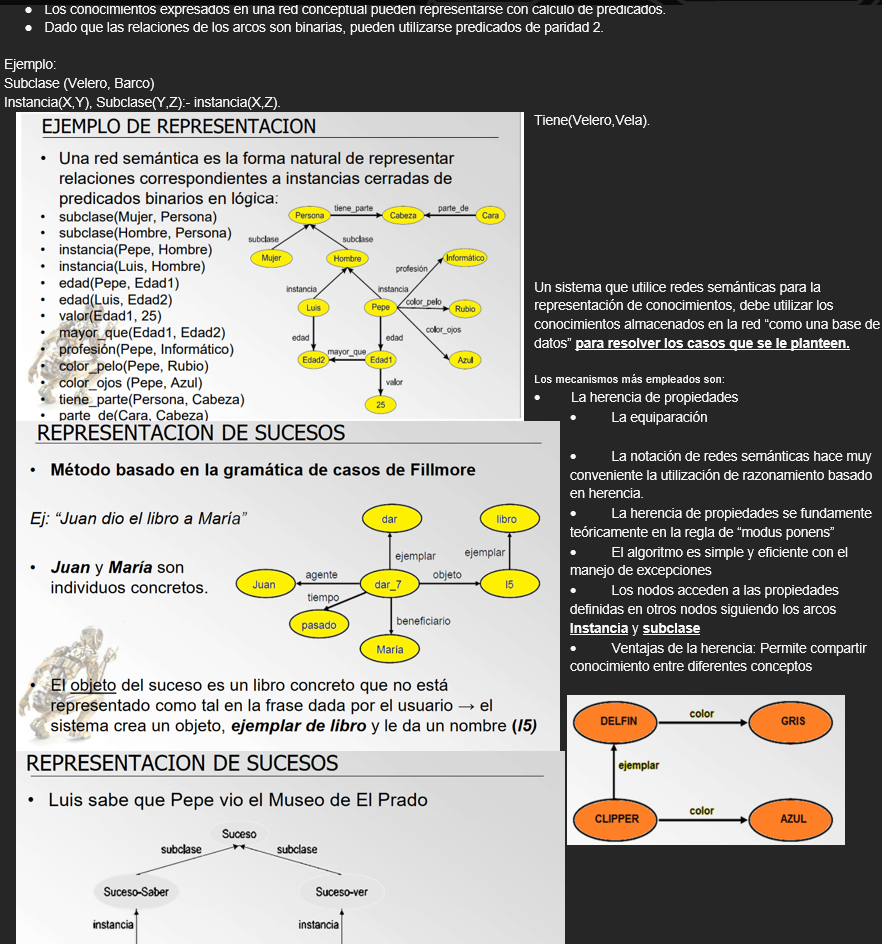 Los conocimientos expresados en una red conceptual pueden representarse con cálculo de predicados.
Dado que las relaciones de los arcos son binarias, pueden utilizarse predicados de paridad 2.
Ejemplo:
Subclase (Velero, Barco)
Instancia(X,Y), Subclase(Y,Z):- instancia(X,Z).
Tiene(Velero,Vela).
EJEMPLO DE REPRESENTACION
Una red semántica es la forma natural de representar
relaciones correspondientes a instancias cerradas de
predicados binarios en lógica:
subclase(Mujer, Persona)
subclase(Hombre, Persona)
instancia(Pepe, Hombre)
instancia(Luis, Hombre)
edad(Pepe, Edad1)
edad(Luis, Edad2)
valor(Edad1, 25)
mayor_que(Edad1, Edad2)
profesión(Pepe, Informático)
color_pelo(Pepe, Rubio)
color_ojos (Pepe, Azul)
tiene_parte(Persona, Cabeza)
parte_de(Cara, Cabeza)
Persona
tiene_parte
Cabeza
parte_de
Cara
subclase
subclase
Mujer
Hombre
Informático
profesión
instancia
instancia
Luis
Pepe
color_pelo
Rubio
color_ojos
edad
edad
Edad2
mayor_que
Edad1
Azul
valor
25
Un sistema que utilice redes semánticas para la
representación de conocimientos, debe utilizar los
conocimientos almacenados en la red “como una base de
datos” para resolver los casos que se le planteen.
Los mecanismos más empleados son:
La herencia de propiedades
La equiparación
La notación de redes semánticas hace muy
conveniente la utilización de razonamiento basado
en herencia.
La herencia de propiedades se fundamente
teóricamente en la regla de “modus ponens”
El algoritmo es simple y eficiente con el
manejo de excepciones
Los nodos acceden a las propiedades
definidas en otros nodos siguiendo los arcos
Instancia y subclase
Ventajas de la herencia: Permite compartir
conocimiento entre diferentes conceptos
REPRESENTACION DE SUCESOS
Método basado en la gramática de casos de Fillmore
Ej: “Juan dio el libro a María”
Juan y María son
individuos concretos.
dar
libro
ejemplar
ejemplar
Juan
agente
dar_7
objeto
l5
tiempo
pasado
beneficiario
María
El objeto del suceso es un libro concreto que no está
representado como tal en la frase dada por el usuario → el
sistema crea un objeto, ejemplar de libro y le da un nombre (l5)
DELFIN
color
GRIS
ejemplar
CLIPPER
color
AZUL
REPRESENTACION DE SUCESOS
Luis sabe que Pepe vio el Museo de El Prado
Suceso
subclase
subclase
Suceso-Saber
Suceso-ver
instancia
instancia